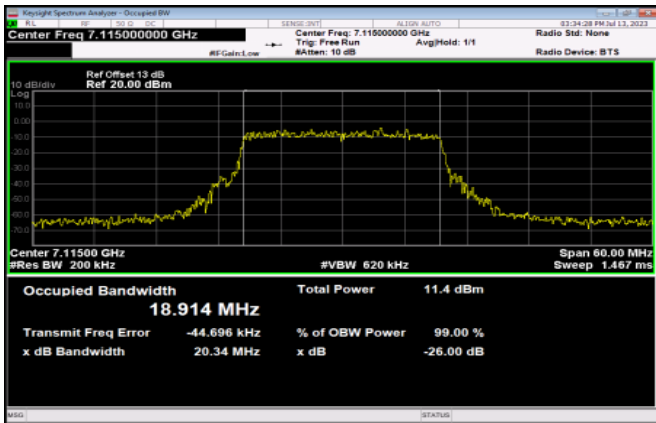 Keysight Spectrum Analyzer - Occupied BW
RL RF 50 Ω DC SENSE:INT ALIGN AUTO 03:34:28 PM Jul 13, 2023
Center Freq 7.115000000 GHz Center Freq: 7.115000000 GHz Radio Std: None
Trig: Free Run Avg|Hold: 1/1
#IFGain:Low #Atten: 10 dB Radio Device: BTS
Ref Offset 13 dB
10 dB/div Ref 20.00 dBm
Log
10.0
0.00
-10.0
-20.0
-30.0
-40.0
-50.0
-60.0
-70.0
Center 7.11500 GHz Span 60.00 MHz
#Res BW 200 kHz #VBW 620 kHz Sweep 1.467 ms
Occupied Bandwidth Total Power 11.4 dBm
18.914 MHz
Transmit Freq Error -44.696 kHz % of OBW Power 99.00 %
x dB Bandwidth 20.34 MHz x dB -26.00 dB
MSG STATUS